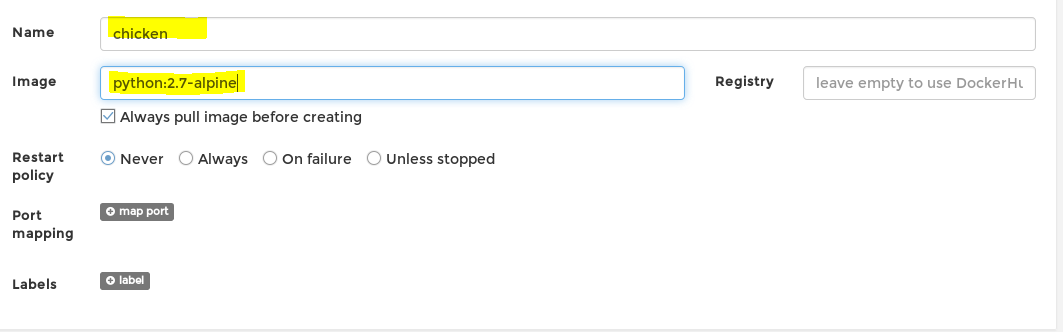 Name chicken
Image python:2.7-alpine Registry leave empty to use DockerHu
Always pull image before creating
Restart policy Never Always On failure Unless stopped
Port mapping map port
Labels label